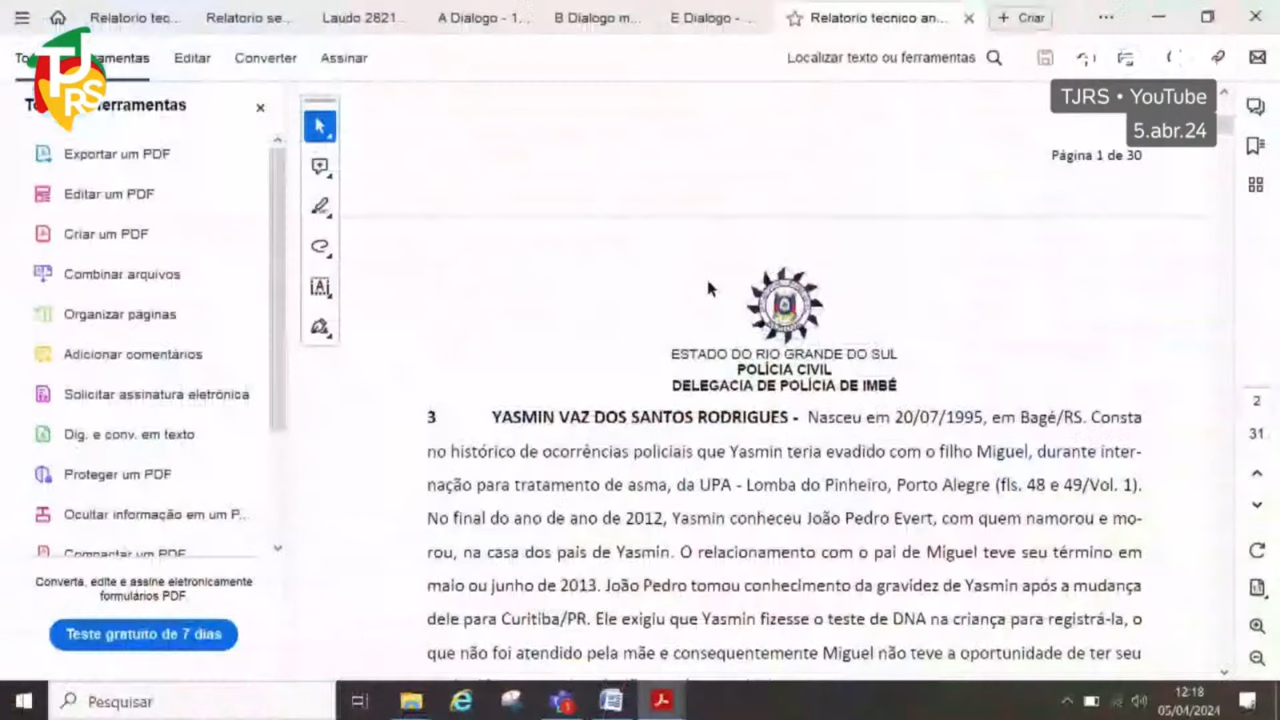 Relatorio tec...
Relatorio se...
Laudo 2821
A Dialogo - 1...
B Dialogo m...
E Dialogo - ...
Relatorio tecnico an...
Criar
Editar
Converter
Assinar
Localizar texto ou ferramentas
TJRS
TJRS • YouTube
5.abr.24
Exportar um PDF
Editar um PDF
Criar um PDF
Combinar arquivos
Organizar páginas
Adicionar comentários
Solicitar assinatura eletrônica
Dig. e conv. em texto
Proteger um PDF
Ocultar informação em um P...
Compactar um PDF
Converta, edite e assine eletronicamente
formulários PDF
Teste gratuito de 7 dias
Página 1 de 30
ESTADO DO RIO GRANDE DO SUL
POLÍCIA CIVIL
DELEGACIA DE POLÍCIA DE IMBÉ
3 YASMIN VAZ DOS SANTOS RODRIGUES - Nasceu em 20/07/1995, em Bagé/RS. Consta
no histórico de ocorrências policiais que Yasmin teria evadido com o filho Miguel, durante inter-
nação para tratamento de asma, da UPA - Lomba do Pinheiro, Porto Alegre (fls. 48 e 49/Vol. 1).
No final do ano de ano de 2012, Yasmin conheceu João Pedro Evert, com quem namorou e mo-
rou, na casa dos pais de Yasmin. O relacionamento com o pai de Miguel teve seu término em
maio ou junho de 2013. João Pedro tomou conhecimento da gravidez de Yasmin após a mudança
dele para Curitiba/PR. Ele exigiu que Yasmin fizesse o teste de DNA na criança para registrá-la, o
que não foi atendido pela mãe e consequentemente Miguel não teve a oportunidade de ter seu
2
31
Pesquisar
12:18
05/04/2024